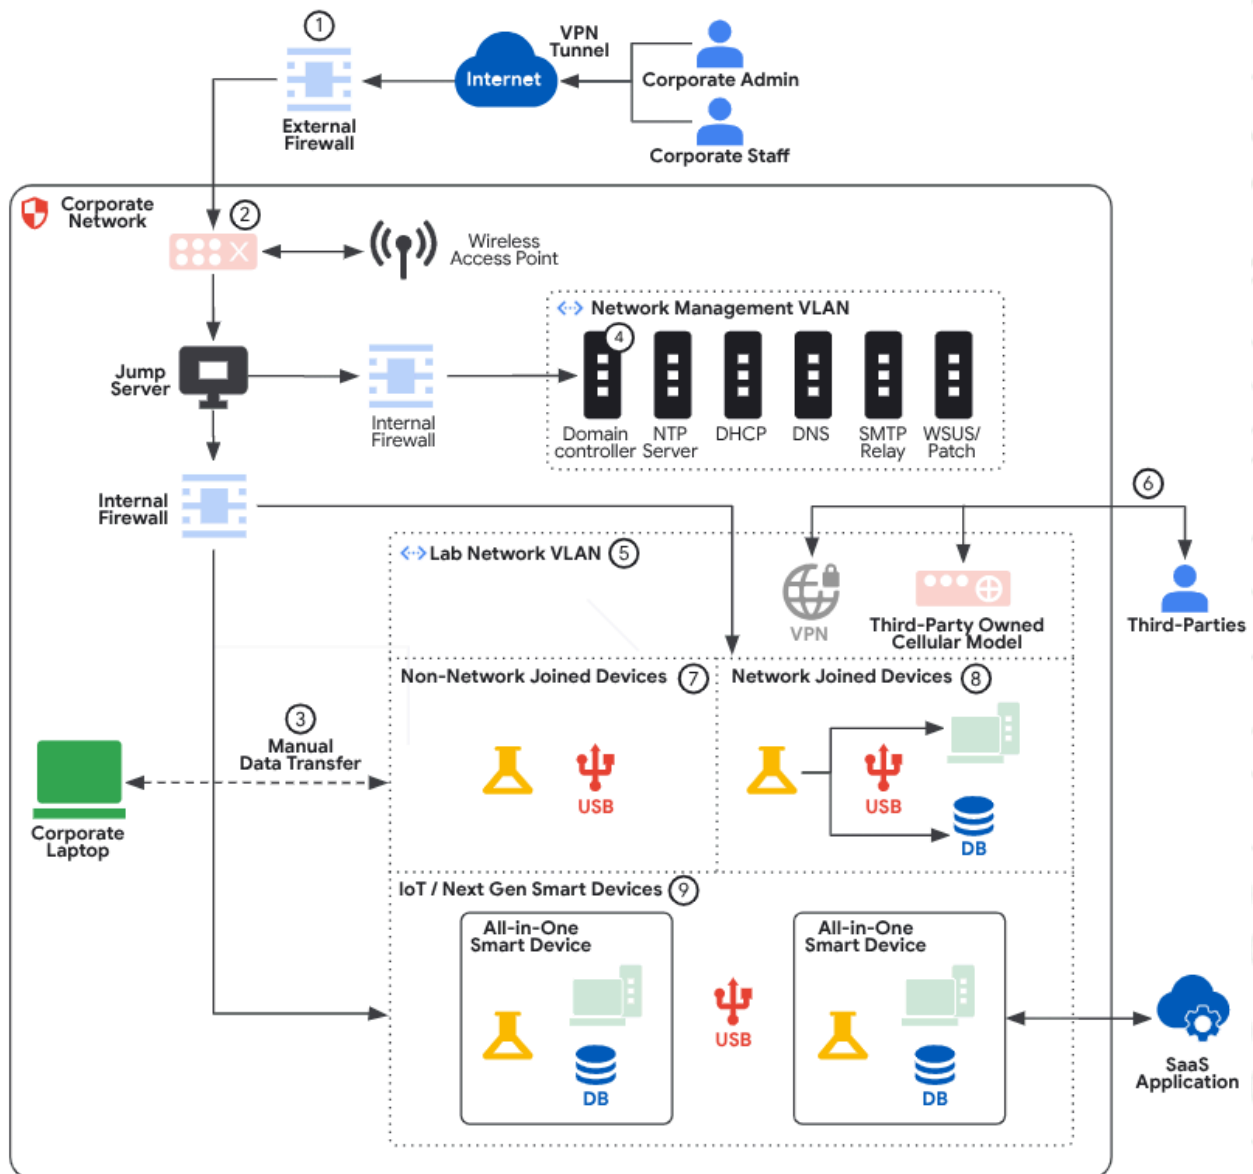 1
VPN
Tunnel
Internet
Corporate Admin
External
Firewall
Corporate Staff
Corporate
Network
2
Wireless
Access Point
Network Management VLAN
4
Jump
Server
Internal
Firewall
Domain
controller
NTP
Server
DHCP
DNS
SMTP
Relay
WSUS/
Patch
Internal
Firewall
6
Lab Network VLAN
5
VPN
Third-Party Owned
Cellular Model
Third-Parties
Non-Network Joined Devices
7
Network Joined Devices
8
3
Manual
Data Transfer
USB
USB
DB
Corporate
Laptop
IoT / Next Gen Smart Devices
9
All-in-One
Smart Device
All-in-One
Smart Device
USB
DB
DB
SaaS
Application